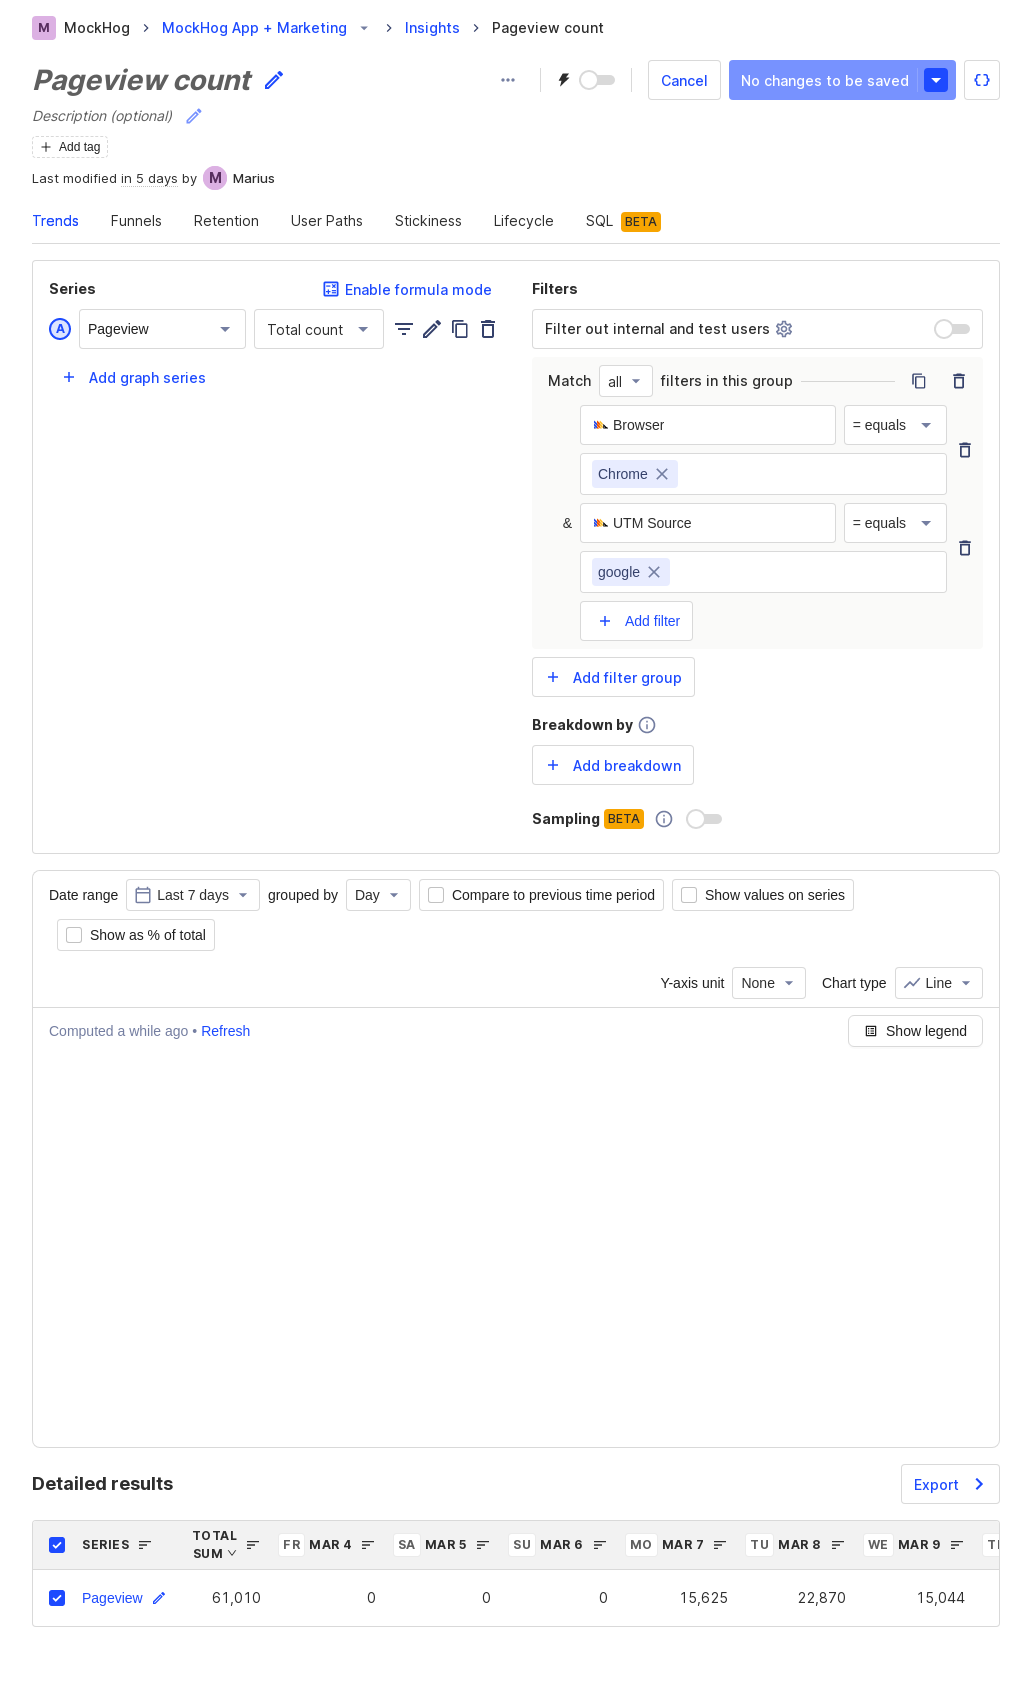 M MockHog MockHog App + Marketing Insights Pageview count
Pageview count
Cancel No changes to be saved
Description (optional)
Add tag
Last modified in 5 days by M Marius
Trends Funnels Retention User Paths Stickiness Lifecycle SQL BETA
Series Enable formula mode
A Pageview Total count
Add graph series
Filters
Filter out internal and test users
Match all filters in this group
Browser = equals
Chrome
& UTM Source = equals
google
Add filter
Add filter group
Breakdown by
Add breakdown
Sampling BETA
Date range Last 7 days grouped by Day Compare to previous time period Show values on series
Show as % of total
Y-axis unit None Chart type Line
Computed a while ago • Refresh Show legend
Detailed results Export
SERIES TOTAL SUM FR MAR 4 SA MAR 5 SU MAR 6 MO MAR 7 TU MAR 8 WE MAR 9
Pageview 61,010 0 0 0 15,625 22,870 15,044